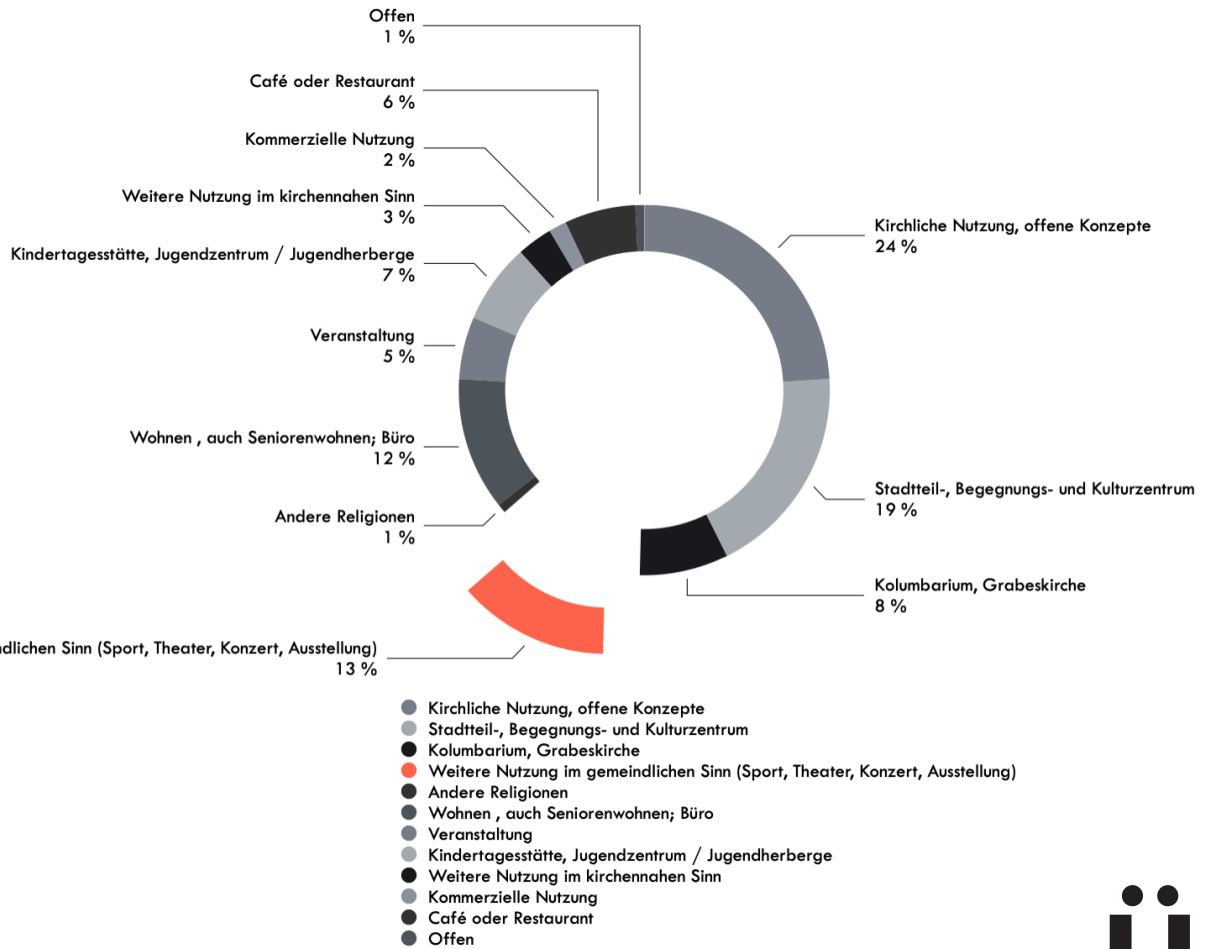 Offen
1 %
Café oder Restaurant
6 %
Kommerzielle Nutzung
2 %
Weitere Nutzung im kirchennahen Sinn
3 %
Kindertagesstätte, Jugendzentrum / Jugendherberge
7 %
Veranstaltung
5 %
Wohnen , auch Seniorenwohnen; Büro
12 %
Andere Religionen
1 %
Kirchliche Nutzung, offene Konzepte
24 %
Stadtteil-, Begegnungs- und Kulturzentrum
19 %
Kolumbarium, Grabeskirche
8 %
dlichen Sinn (Sport, Theater, Konzert, Ausstellung)
13 %
Kirchliche Nutzung, offene Konzepte
Stadtteil-, Begegnungs- und Kulturzentrum
Kolumbarium, Grabeskirche
Weitere Nutzung im gemeindlichen Sinn (Sport, Theater, Konzert, Ausstellung)
Andere Religionen
Wohnen , auch Seniorenwohnen; Büro
Veranstaltung
Kindertagesstätte, Jugendzentrum / Jugendherberge
Weitere Nutzung im kirchennahen Sinn
Kommerzielle Nutzung
Café oder Restaurant
Offen